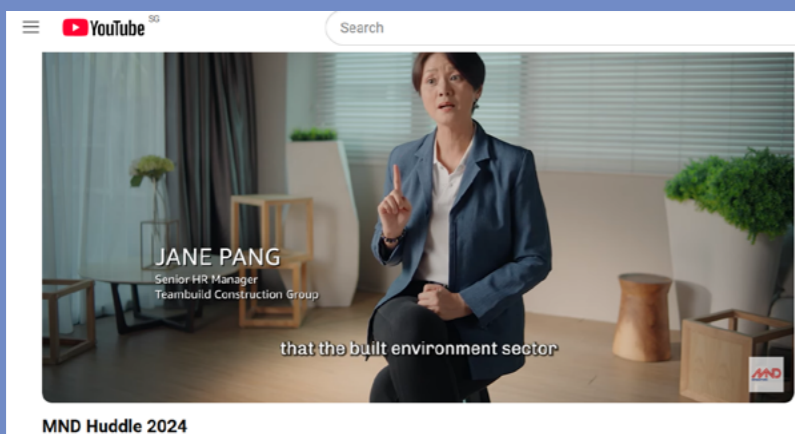 YouTube SG
Search
JANE PANG
Senior HR Manager
Teambuild Construction Group
that the built environment sector
MND
MND Huddle 2024